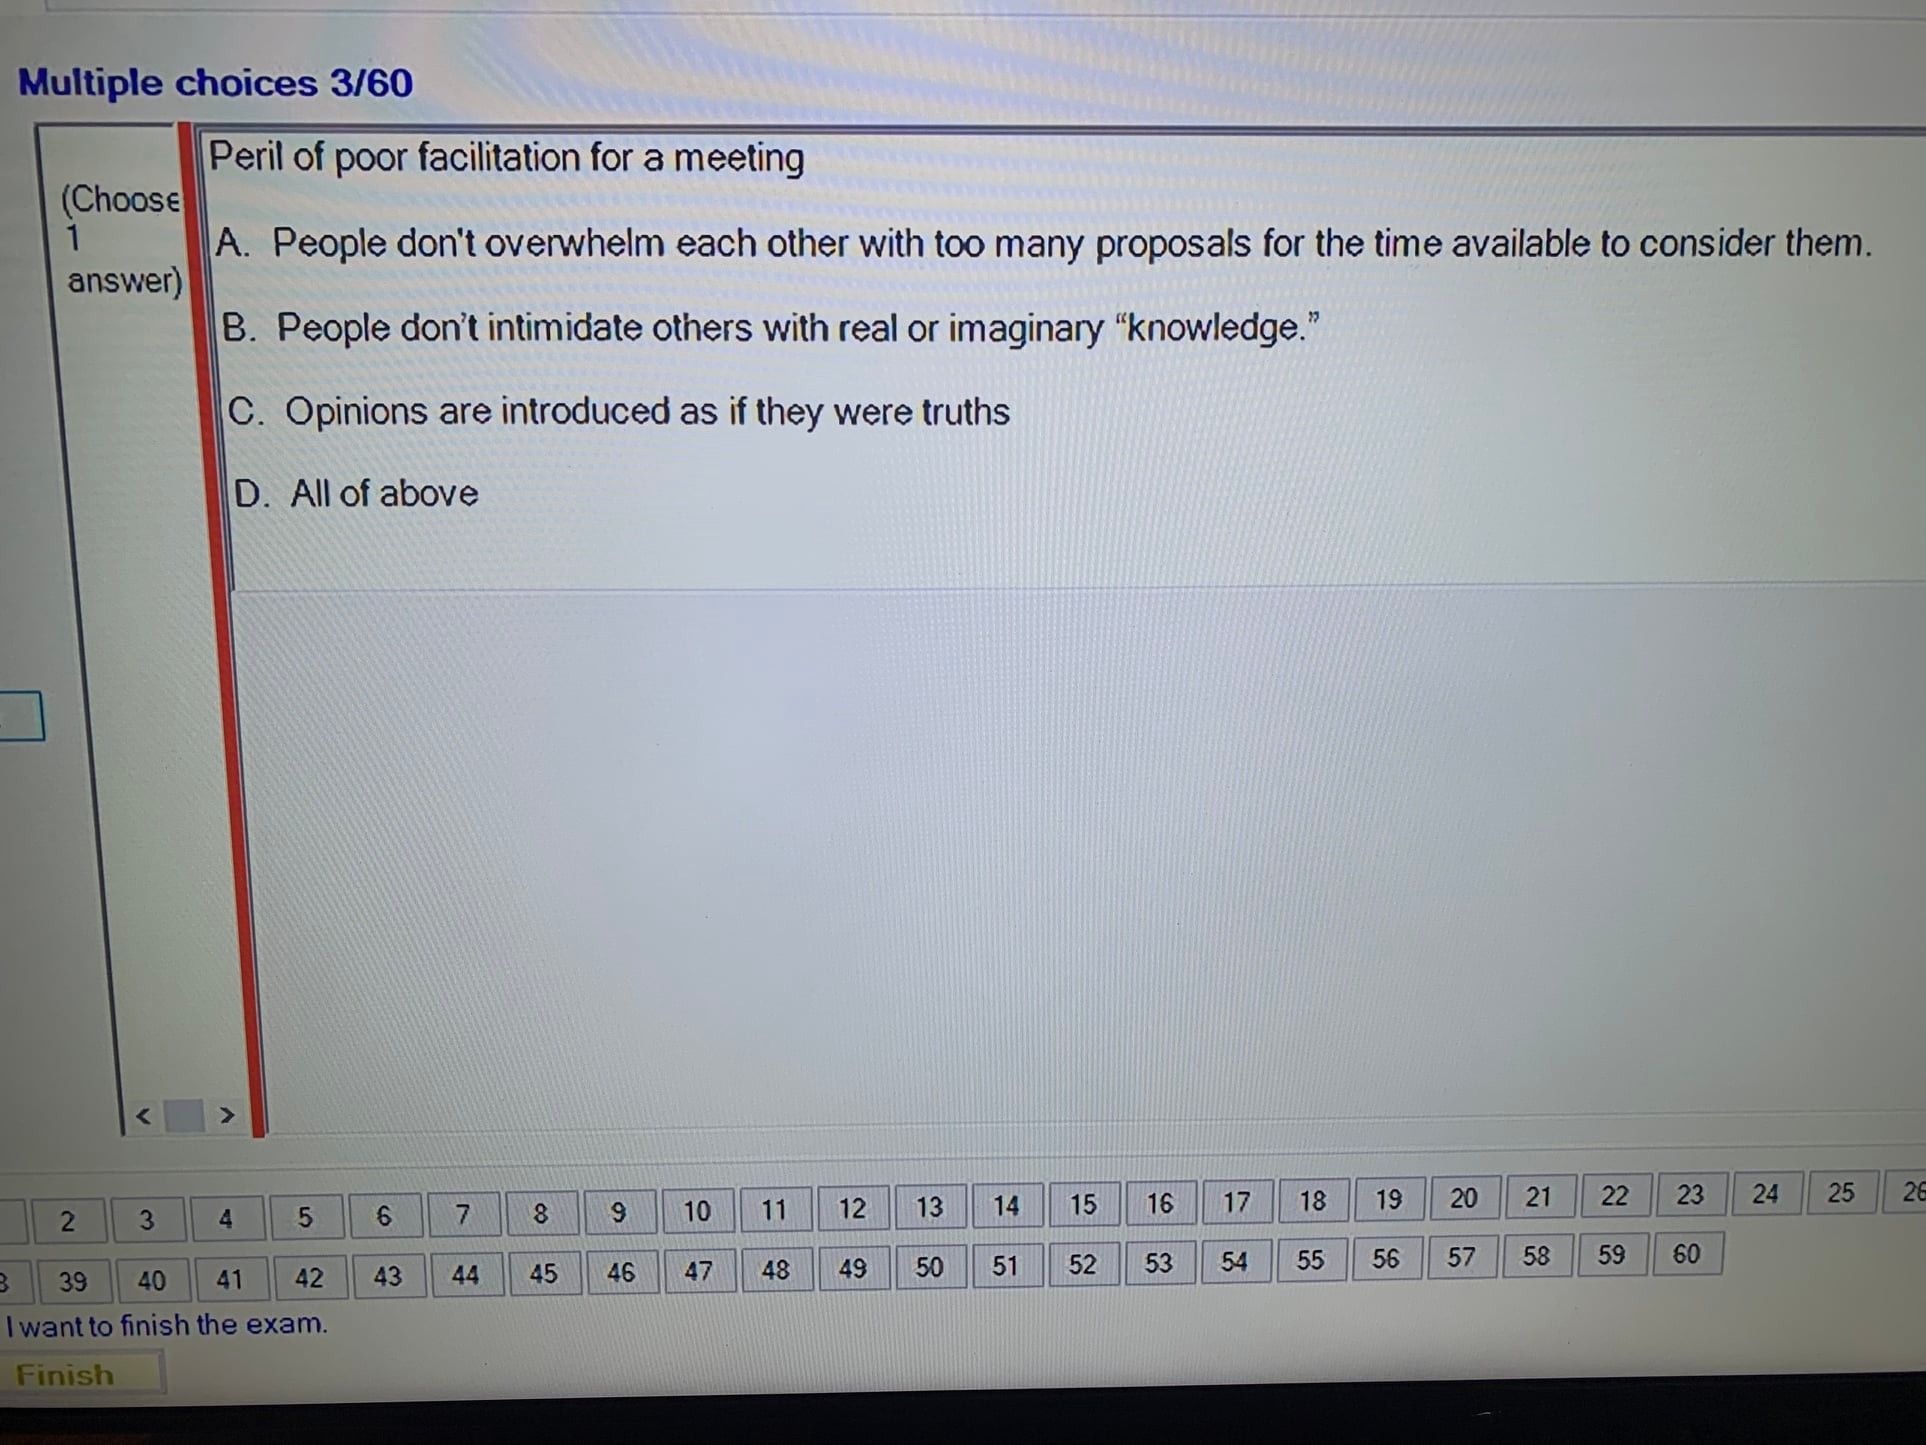 Multiple choices 3/60
(Choose
1
answer)
Peril of poor facilitation for a meeting
A. People don't overwhelm each other with too many proposals for the time available to consider them.
B. People don't intimidate others with real or imaginary “knowledge.”
C. Opinions are introduced as if they were truths
D. All of above
< >
2 3 4 5 6 7 8 9 10 11 12 13 14 15 16 17 18 19 20 21 22 23 24 25 26
39 40 41 42 43 44 45 46 47 48 49 50 51 52 53 54 55 56 57 58 59 60
I want to finish the exam.
Finish